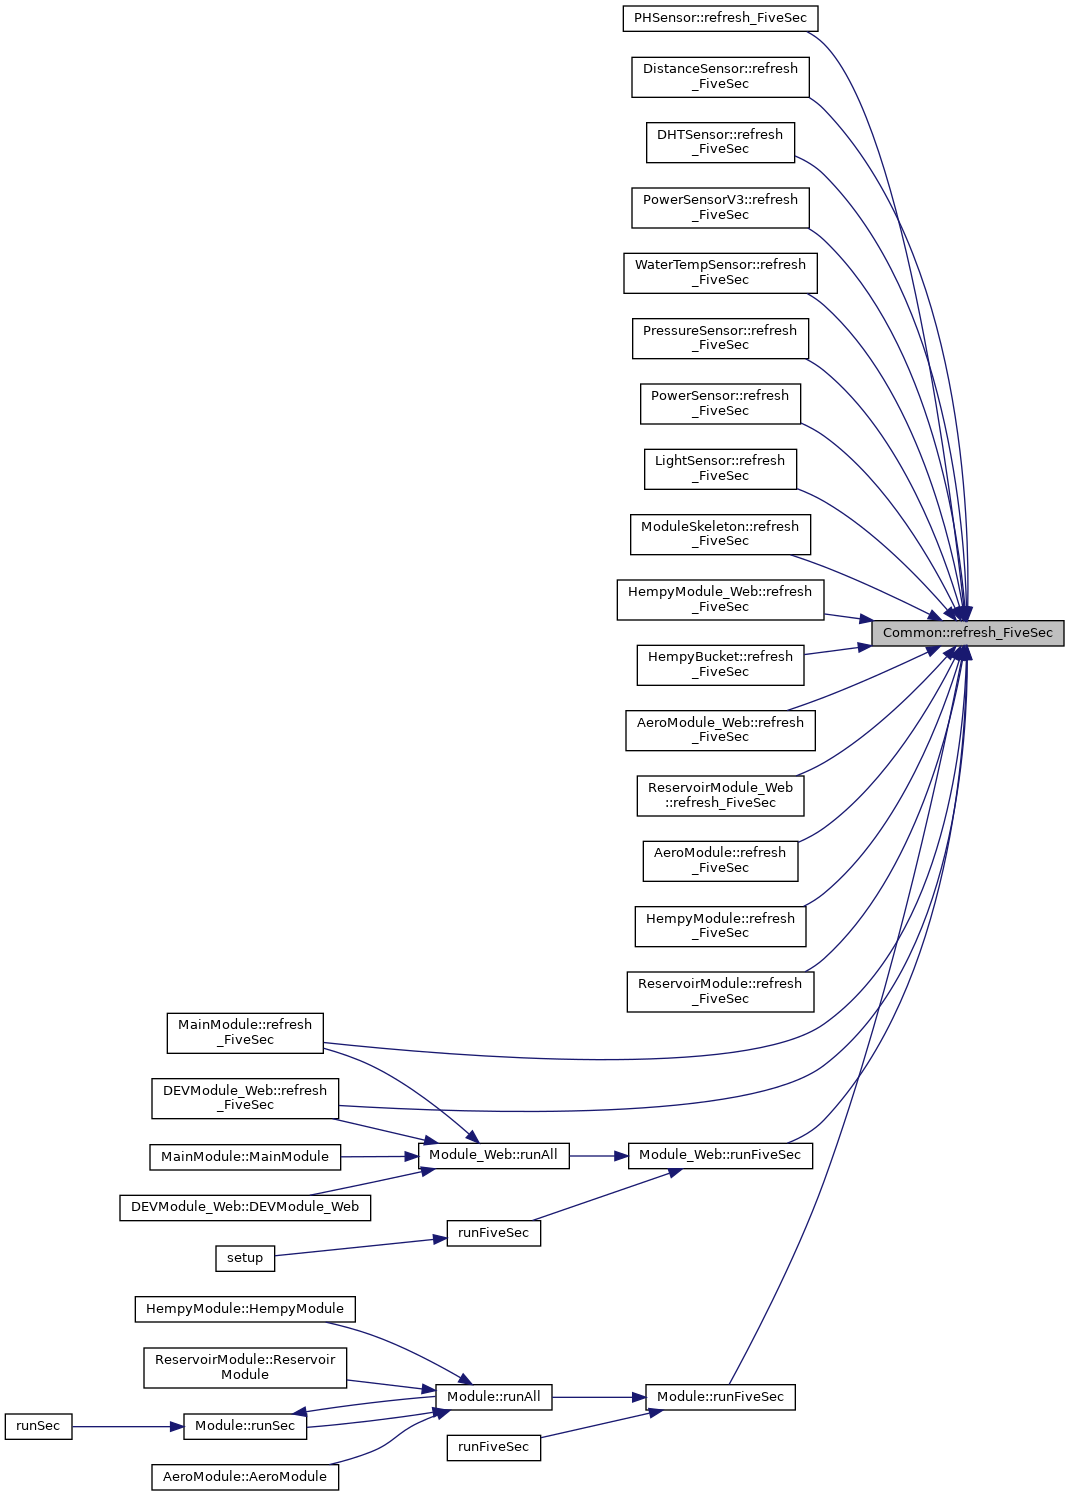 PHSensor::refresh_FiveSec
DistanceSensor::refresh
_FiveSec
DHTSensor::refresh
_FiveSec
PowerSensorV3::refresh
_FiveSec
WaterTempSensor::refresh
_FiveSec
PressureSensor::refresh
_FiveSec
PowerSensor::refresh
_FiveSec
LightSensor::refresh
_FiveSec
ModuleSkeleton::refresh
_FiveSec
HempyModule_Web::refresh
_FiveSec
Common::refresh_FiveSec
HempyBucket::refresh
_FiveSec
AeroModule_Web::refresh
_FiveSec
ReservoirModule_Web
::refresh_FiveSec
AeroModule::refresh
_FiveSec
HempyModule::refresh
_FiveSec
ReservoirModule::refresh
_FiveSec
MainModule::refresh
_FiveSec
DEVModule_Web::refresh
_FiveSec
MainModule::MainModule
Module_Web::runAll
Module_Web::runFiveSec
DEVModule_Web::DEVModule_Web
runFiveSec
setup
HempyModule::HempyModule
ReservoirModule::Reservoir
Module
Module::runAll
Module::runFiveSec
runSec
Module::runSec
runFiveSec
AeroModule::AeroModule